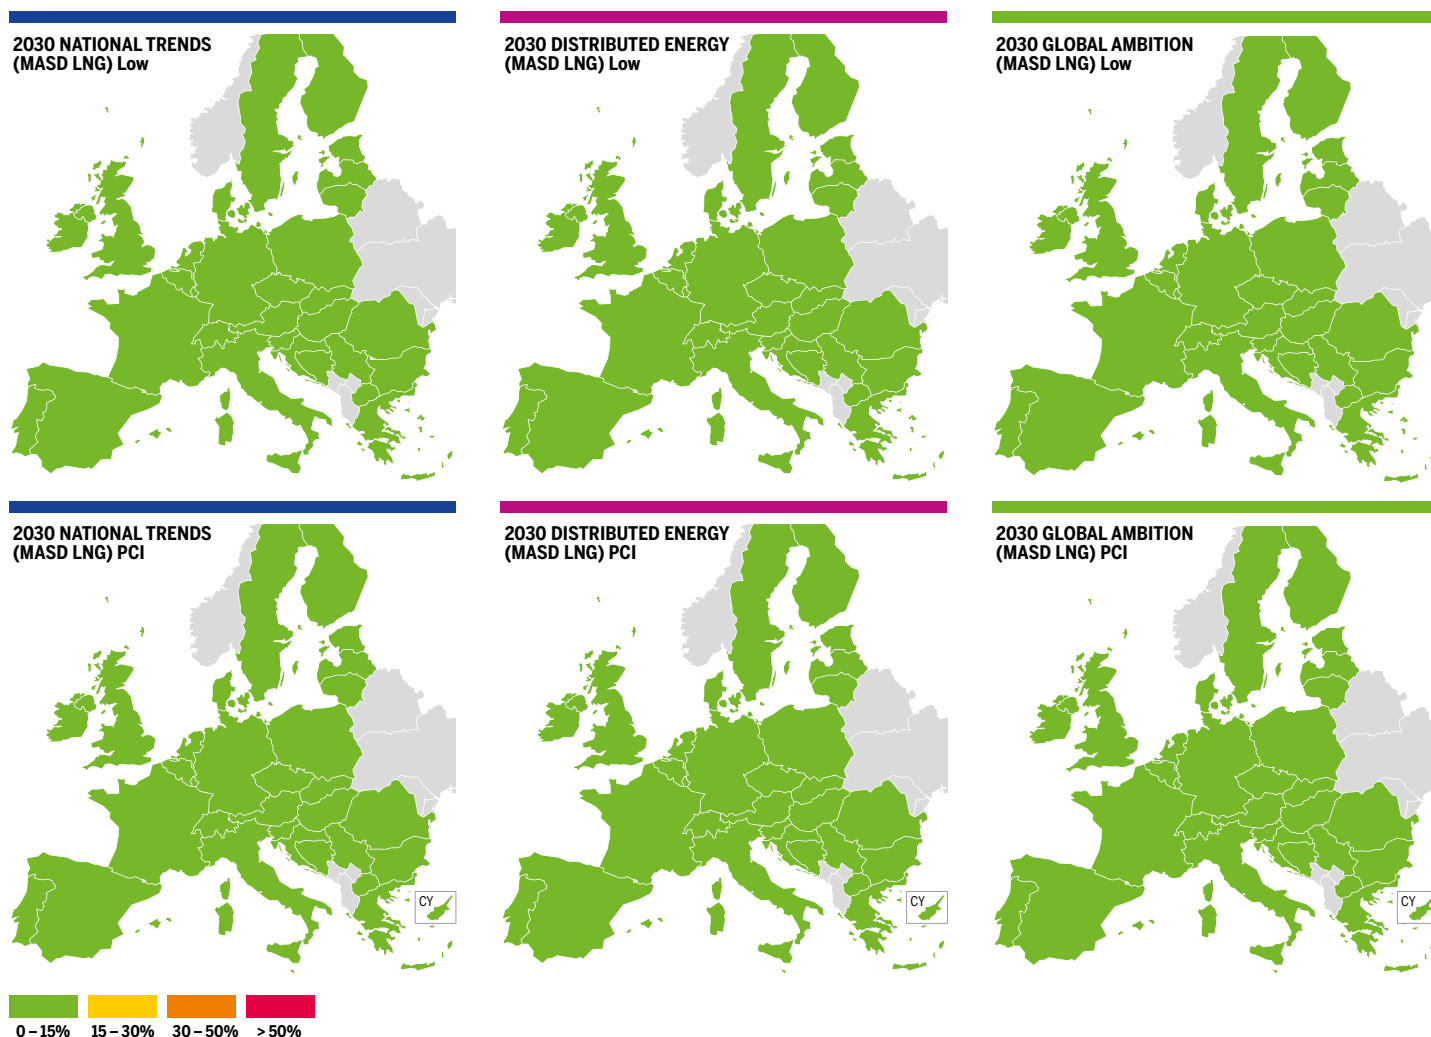 2030 NATIONAL TRENDS
(MASD LNG) Low
2030 DISTRIBUTED ENERGY
(MASD LNG) Low
2030 GLOBAL AMBITION
(MASD LNG) Low
2030 NATIONAL TRENDS
(MASD LNG) PCI
2030 DISTRIBUTED ENERGY
(MASD LNG) PCI
2030 GLOBAL AMBITION
(MASD LNG) PCI
CY
CY
CY
0 – 15%
15 – 30%
30 – 50%
> 50%